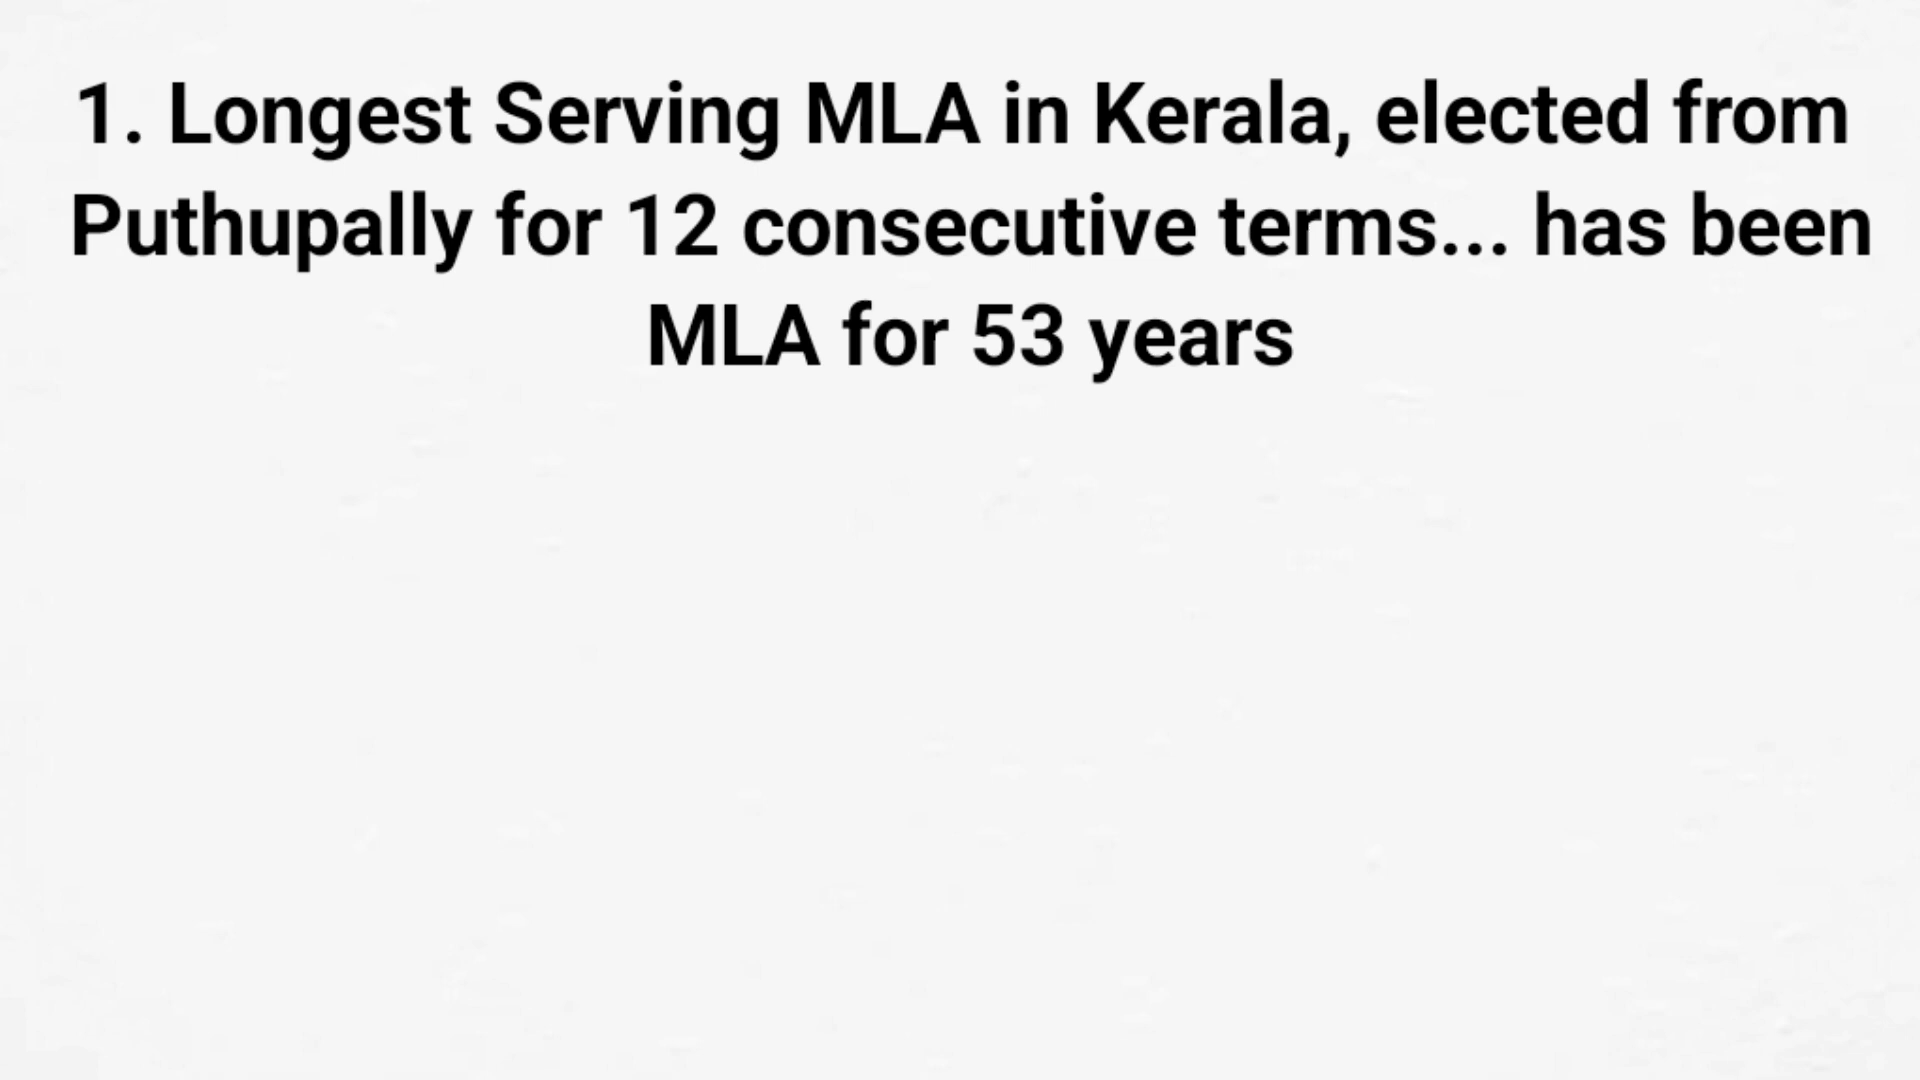 1. Longest Serving MLA in Kerala, elected from
Puthupally for 12 consecutive terms... has been
MLA for 53 years